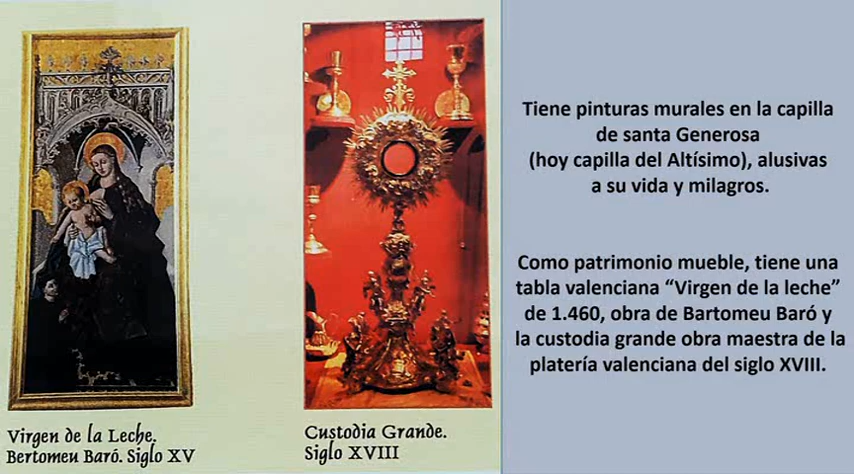 Virgen de la Leche.
Bertomeu Baró. Siglo XV
Custodia Grande.
Siglo XVIII
Tiene pinturas murales en la capilla
de santa Generosa
(hoy capilla del Altísimo), alusivas
a su vida y milagros.
Como patrimonio mueble, tiene una
tabla valenciana “Virgen de la leche”
de 1.460, obra de Bartomeu Baró y
la custodia grande obra maestra de la
platería valenciana del siglo XVIII.